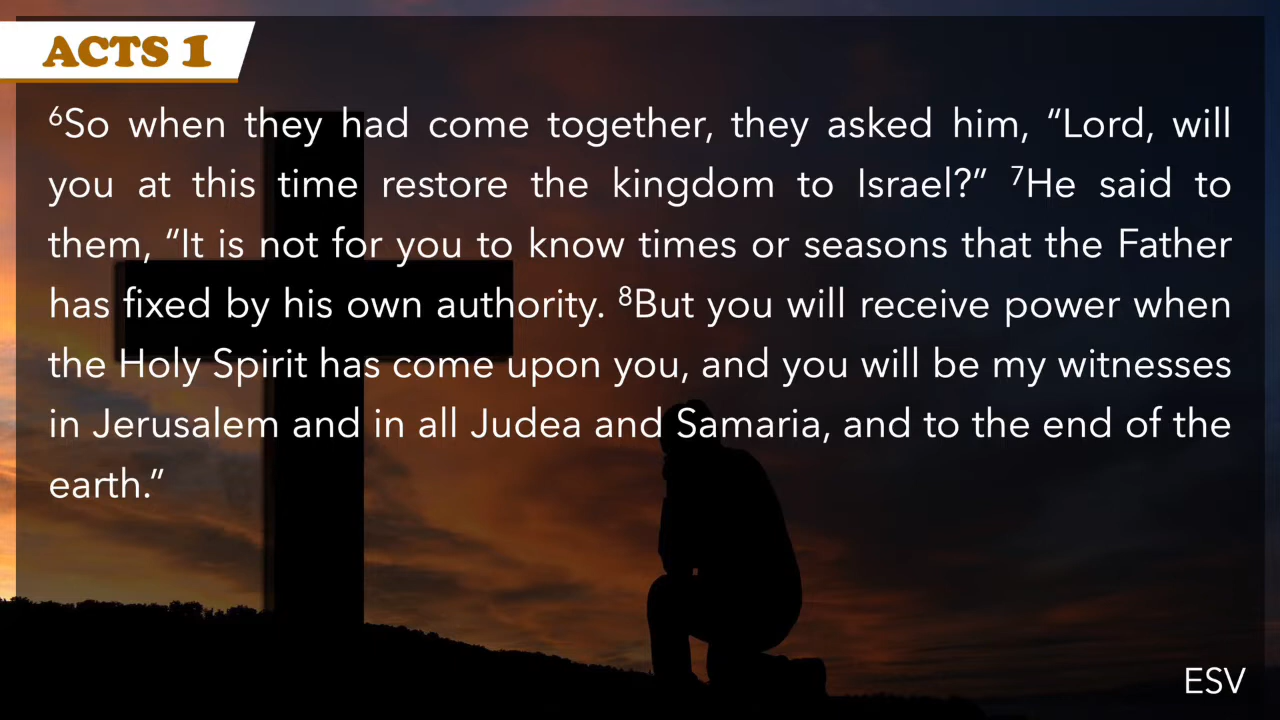 ACTS 1
⁶So when they had come together, they asked him, “Lord, will
you at this time restore the kingdom to Israel?” ⁷He said to
them, “It is not for you to know times or seasons that the Father
has fixed by his own authority. ⁸But you will receive power when
the Holy Spirit has come upon you, and you will be my witnesses
in Jerusalem and in all Judea and Samaria, and to the end of the
earth.”
ESV